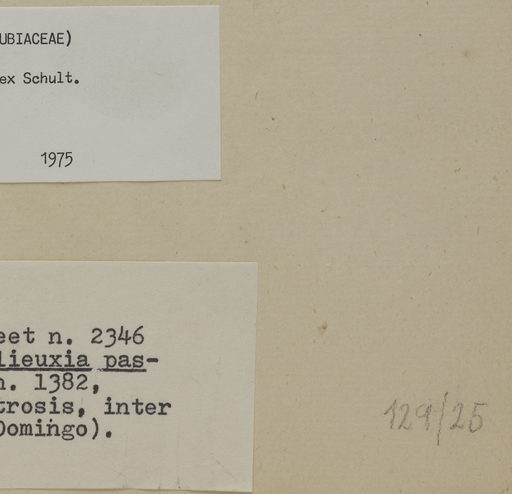 UBIACEAE)
ex Schult.
1975
eet n. 2346
lieuxia pas-
n. 1382,
trosis, inter
Domingo).
129/25